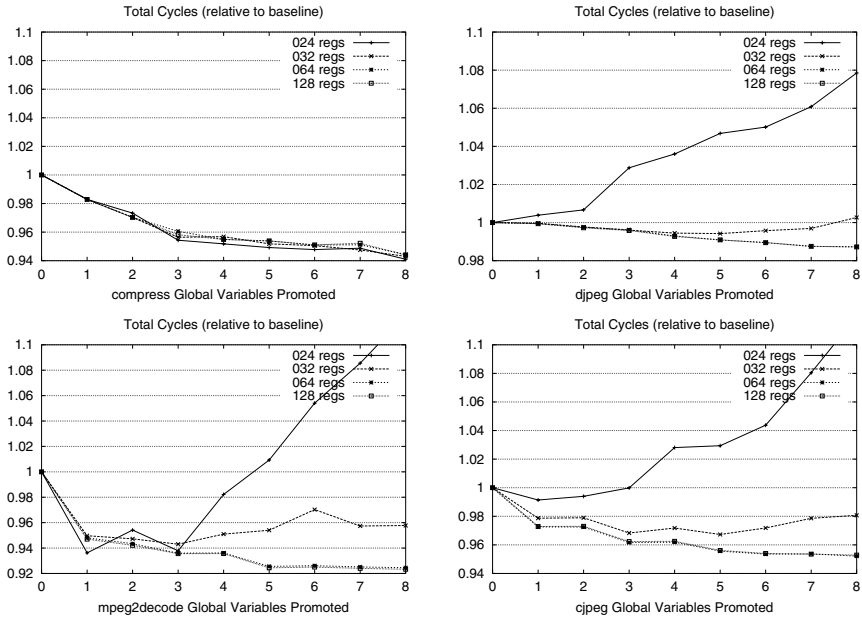 Total Cycles (relative to baseline)
1.1
1.08
1.06
1.04
1.02
1
0.98
0.96
0.94
024 regs
032 regs
064 regs
128 regs
0 1 2 3 4 5 6 7 8
compress Global Variables Promoted
Total Cycles (relative to baseline)
1.1
1.08
1.06
1.04
1.02
1
0.98
024 regs
032 regs
064 regs
128 regs
0 1 2 3 4 5 6 7 8
djpeg Global Variables Promoted
Total Cycles (relative to baseline)
1.1
1.08
1.06
1.04
1.02
1
0.98
0.96
0.94
0.92
024 regs
032 regs
064 regs
128 regs
0 1 2 3 4 5 6 7 8
mpeg2decode Global Variables Promoted
Total Cycles (relative to baseline)
1.1
1.08
1.06
1.04
1.02
1
0.98
0.96
0.94
024 regs
032 regs
064 regs
128 regs
0 1 2 3 4 5 6 7 8
cjpeg Global Variables Promoted